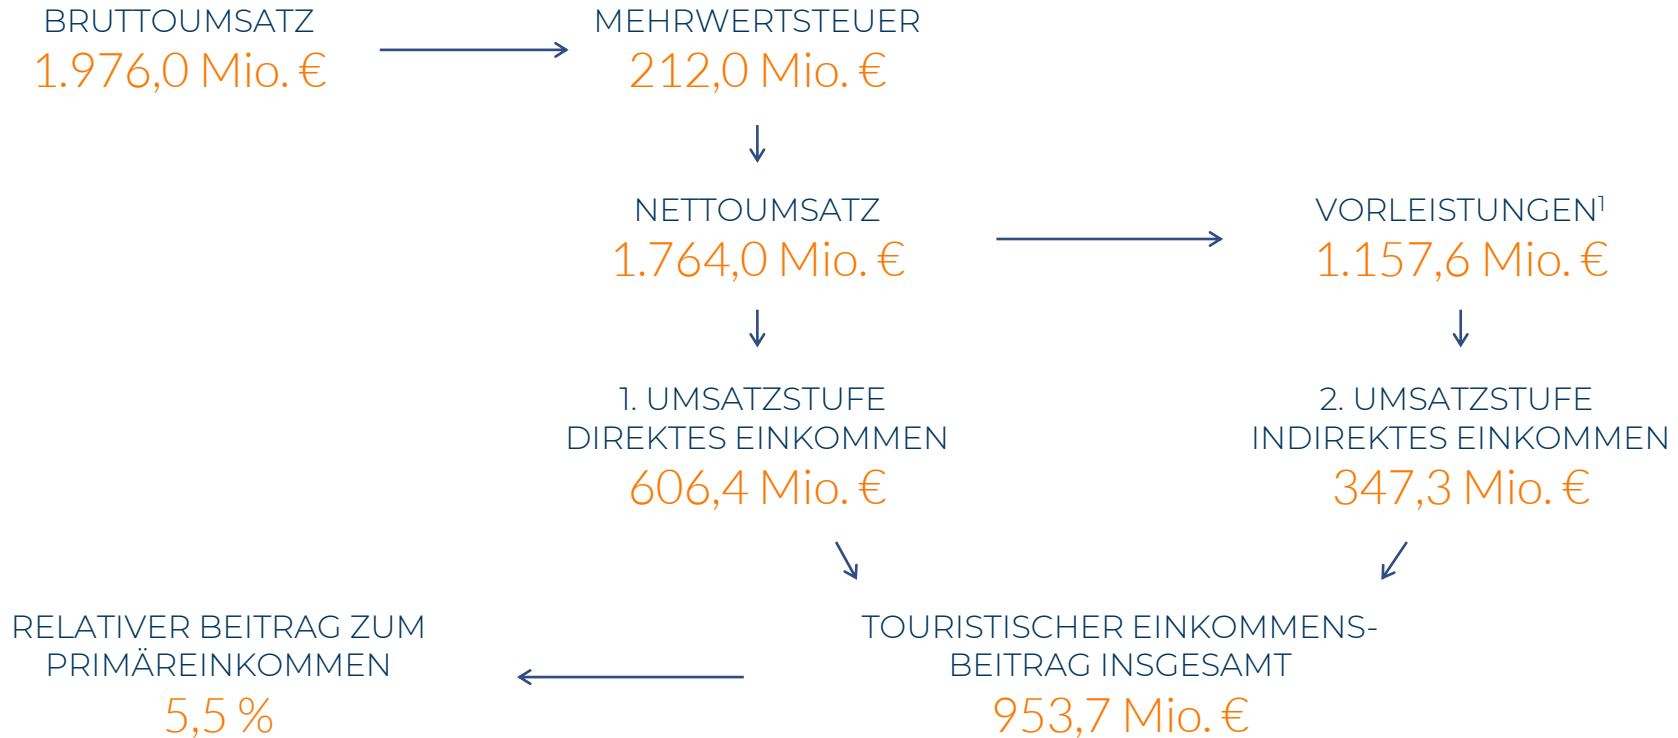 BRUTTOUMSATZ
1.976,0 Mio. €
MEHRWERTSTEUER
212,0 Mio. €
NETTOUMSATZ
1.764,0 Mio. €
VORLEISTUNGEN¹
1.157,6 Mio. €
1. UMSATZSTUFE
DIREKTES EINKOMMEN
606,4 Mio. €
2. UMSATZSTUFE
INDIREKTES EINKOMMEN
347,3 Mio. €
RELATIVER BEITRAG ZUM
PRIMÄREINKOMMEN
5,5 %
TOURISTISCHER EINKOMMENS-
BEITRAG INSGESAMT
953,7 Mio. €